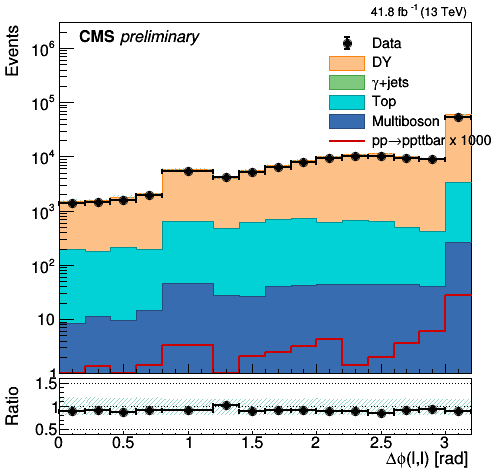 41.8 fb⁻¹ (13 TeV)
CMS preliminary
Events
Data
DY
γ+jets
Top
Multiboson
pp→ppttbar x 1000
10⁶
10⁵
10⁴
10³
10²
10
1
Ratio
1.5
1
0.5
0 0.5 1 1.5 2 2.5 3
Δϕ(l,l) [rad]